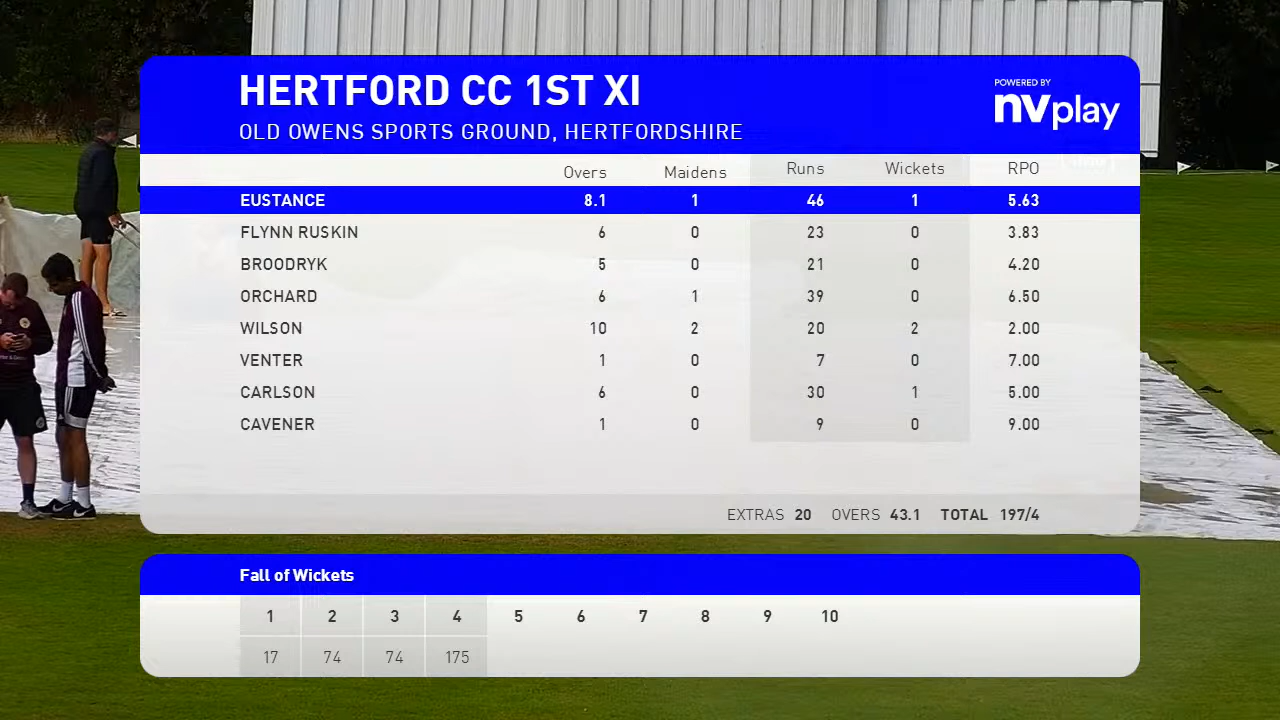 HERTFORD CC 1ST XI
OLD OWENS SPORTS GROUND, HERTFORDSHIRE
POWERED BY
nvplay
Overs Maidens Runs Wickets RPO
EUSTANCE 8.1 1 46 1 5.63
FLYNN RUSKIN 6 0 23 0 3.83
BROODRYK 5 0 21 0 4.20
ORCHARD 6 1 39 0 6.50
WILSON 10 2 20 2 2.00
VENTER 1 0 7 0 7.00
CARLSON 6 0 30 1 5.00
CAVENER 1 0 9 0 9.00
EXTRAS 20 OVERS 43.1 TOTAL 197/4
Fall of Wickets
1 2 3 4 5 6 7 8 9 10
17 74 74 175